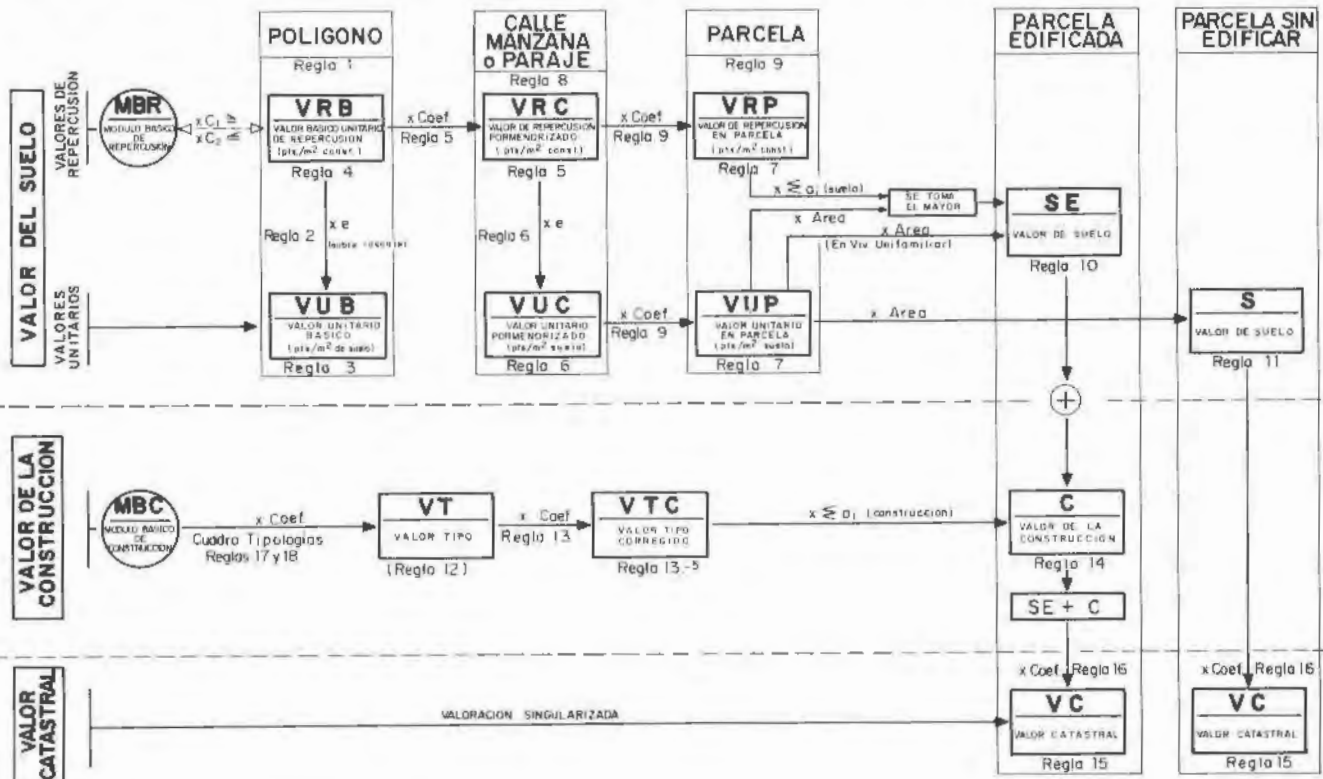 POLIGONO
Regla 1
CALLE
MANZANA
o PARAJE
Regla 8
PARCELA
Regla 9
PARCELA
EDIFICADA
PARCELA SIN
EDIFICAR
VALOR DEL SUELO
VALORES DE
REPERCUSIÓN
MBR
MODULO BASICO
DE
REPERCUSIÓN
x C1
x C2
VRB
VALOR BASICO UNITARIO
DE REPERCUSION
(pts/m² const.)
Regla 4
x Coef
Regla 5
VRC
VALOR DE REPERCUSION
PORMENORIZADO
(pts/m² const)
Regla 5
x Coef
Regla 9
VRP
VALOR DE REPERCUSION
EN PARCELA
(pts/m² const)
Regla 7
x Σ ai (suelo)
SE TOMA
EL MAYOR
SE
VALOR DE SUELO
Regla 10
x Area
x Area
(En Viv Unifamiliar)
Regla 2
x e
Regla 6
x e
VALORES
UNITARIOS
VUB
VALOR UNITARIO
BASICO
(pts/m² de suelo)
Regla 3
VUC
VALOR UNITARIO
PORMENORIZADO
(pts/m² suelo)
Regla 6
x Coef
Regla 9
VUP
VALOR UNITARIO
EN PARCELA
(pts/m² suelo)
Regla 7
x Area
S
VALOR DE SUELO
Regla 11
+
VALOR DE LA
CONSTRUCCION
MBC
MODULO BASICO
DE
CONSTRUCCION
x Coef
Cuadro Tipologias
Reglas 17 y 18
VT
VALOR TIPO
(Regla 12)
x Coef
Regla 13
VTC
VALOR TIPO
CORREGIDO
Regla 13.-5
x Σ ai (construccion)
C
VALOR DE LA
CONSTRUCCION
Regla 14
SE + C
VALOR
CATASTRAL
VALORACION SINGULARIZADA
x Coef Regla 16
VC
VALOR CATASTRAL
Regla 15
x Coef Regla 16
VC
VALOR CATASTRAL
Regla 15